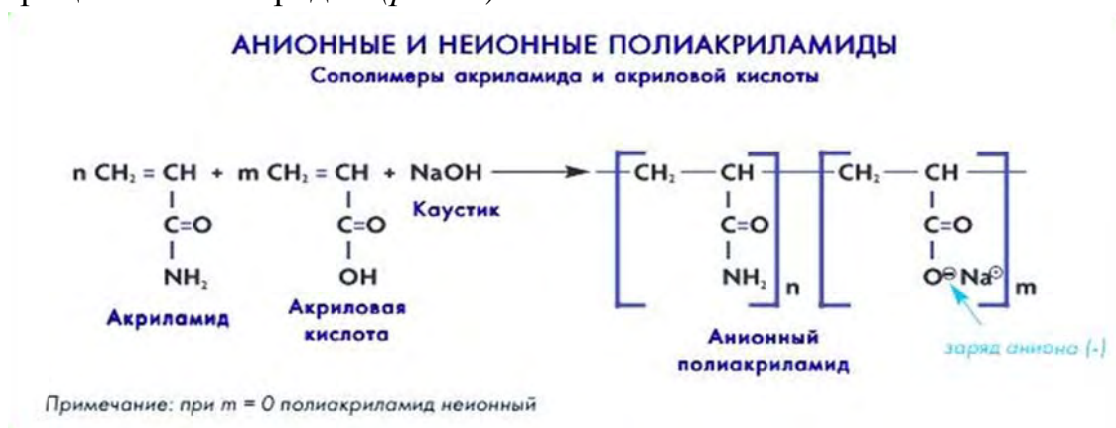 АНИОННЫЕ И НЕИОННЫЕ ПОЛИАКРИЛАМИДЫ
Сополимеры акриламида и акриловой кислоты
n CH₂ = CH + m CH₂ = CH + NaOH → CH₂ — CH — CH₂ — CH
Каустик
C=O C=O C=O C=O
NH₂ OH NH₂ n O⊖ Na⊕ m
Акриламид
Акриловая
кислота
Анионный
полиакриламид
заряд аниона (-)
Примечание: при m = 0 полиакриламид неионный